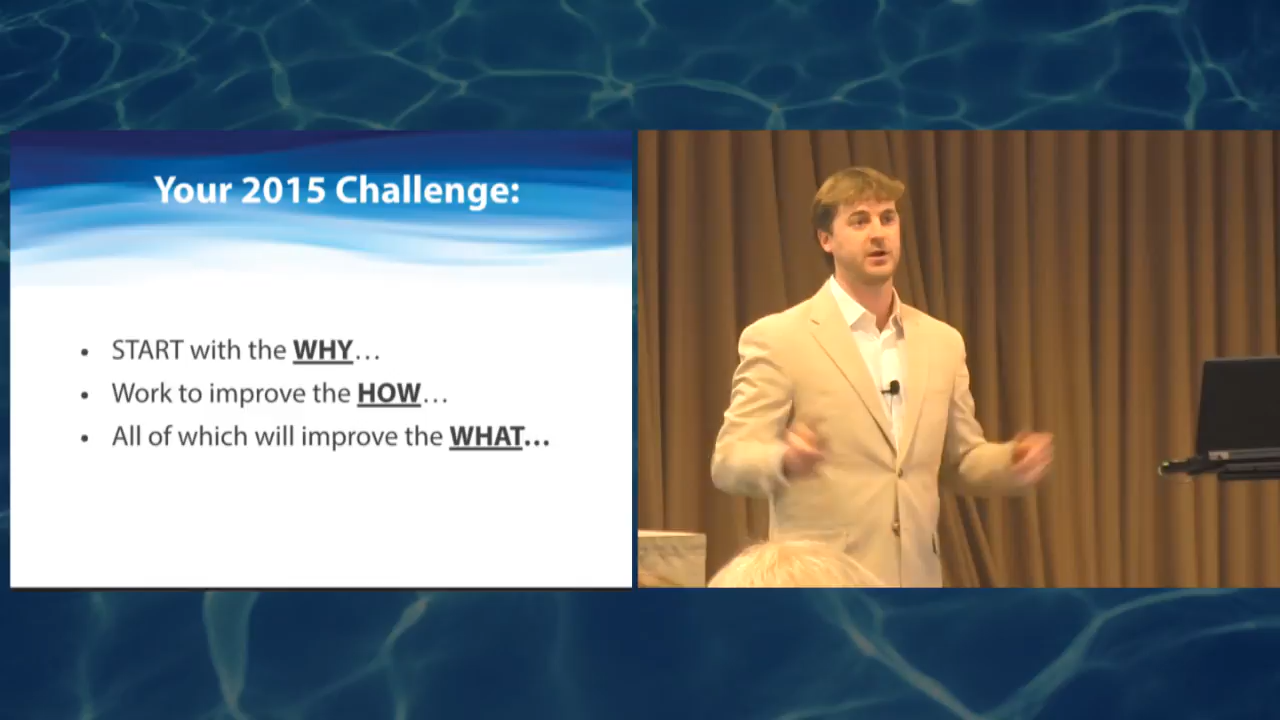 Your 2015 Challenge:
• START with the WHY…
• Work to improve the HOW…
• All of which will improve the WHAT…